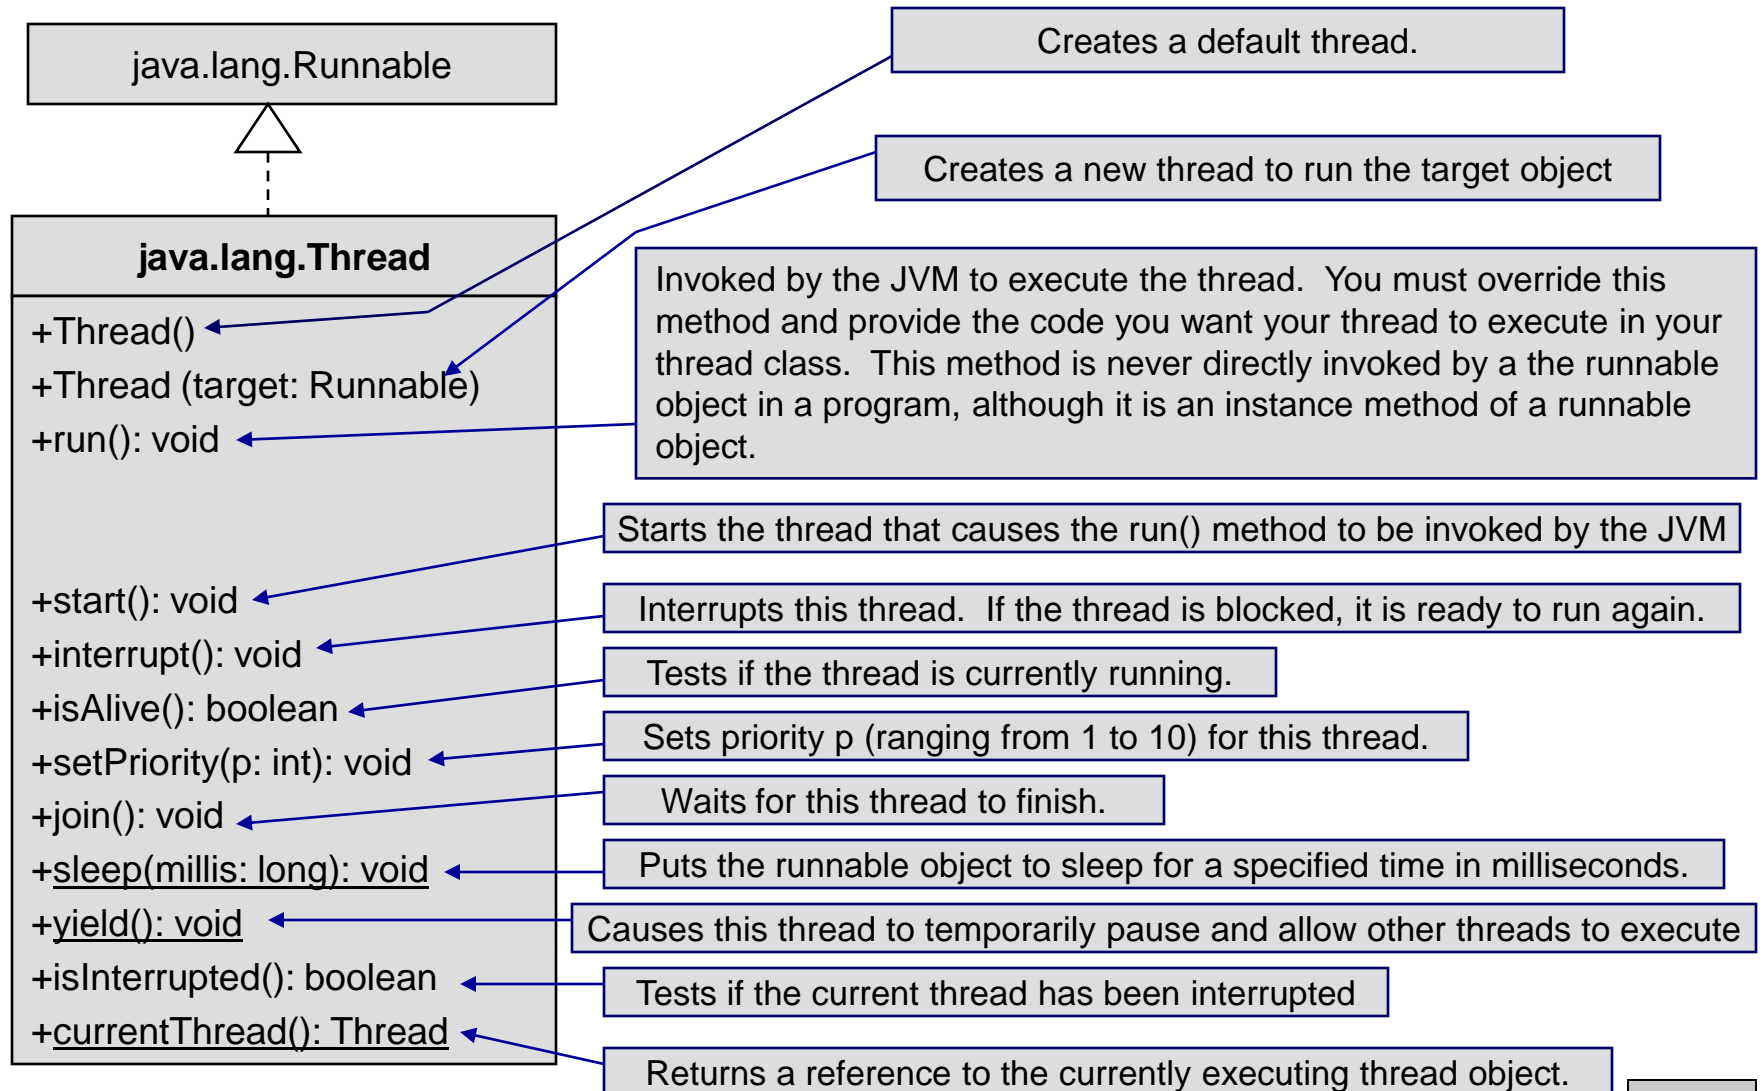 java.lang.Runnable
Creates a default thread.
Creates a new thread to run the target object
java.lang.Thread
+Thread()
+Thread (target: Runnable)
+run(): void
Invoked by the JVM to execute the thread.  You must override this
method and provide the code you want your thread to execute in your
thread class.  This method is never directly invoked by a the runnable
object in a program, although it is an instance method of a runnable
object.
Starts the thread that causes the run() method to be invoked by the JVM
+start(): void
Interrupts this thread.  If the thread is blocked, it is ready to run again.
+interrupt(): void
Tests if the thread is currently running.
+isAlive(): boolean
Sets priority p (ranging from 1 to 10) for this thread.
+setPriority(p: int): void
Waits for this thread to finish.
+join(): void
Puts the runnable object to sleep for a specified time in milliseconds.
+sleep(millis: long): void
Causes this thread to temporarily pause and allow other threads to execute
+yield(): void
+isInterrupted(): boolean
Tests if the current thread has been interrupted
+currentThread(): Thread
Returns a reference to the currently executing thread object.